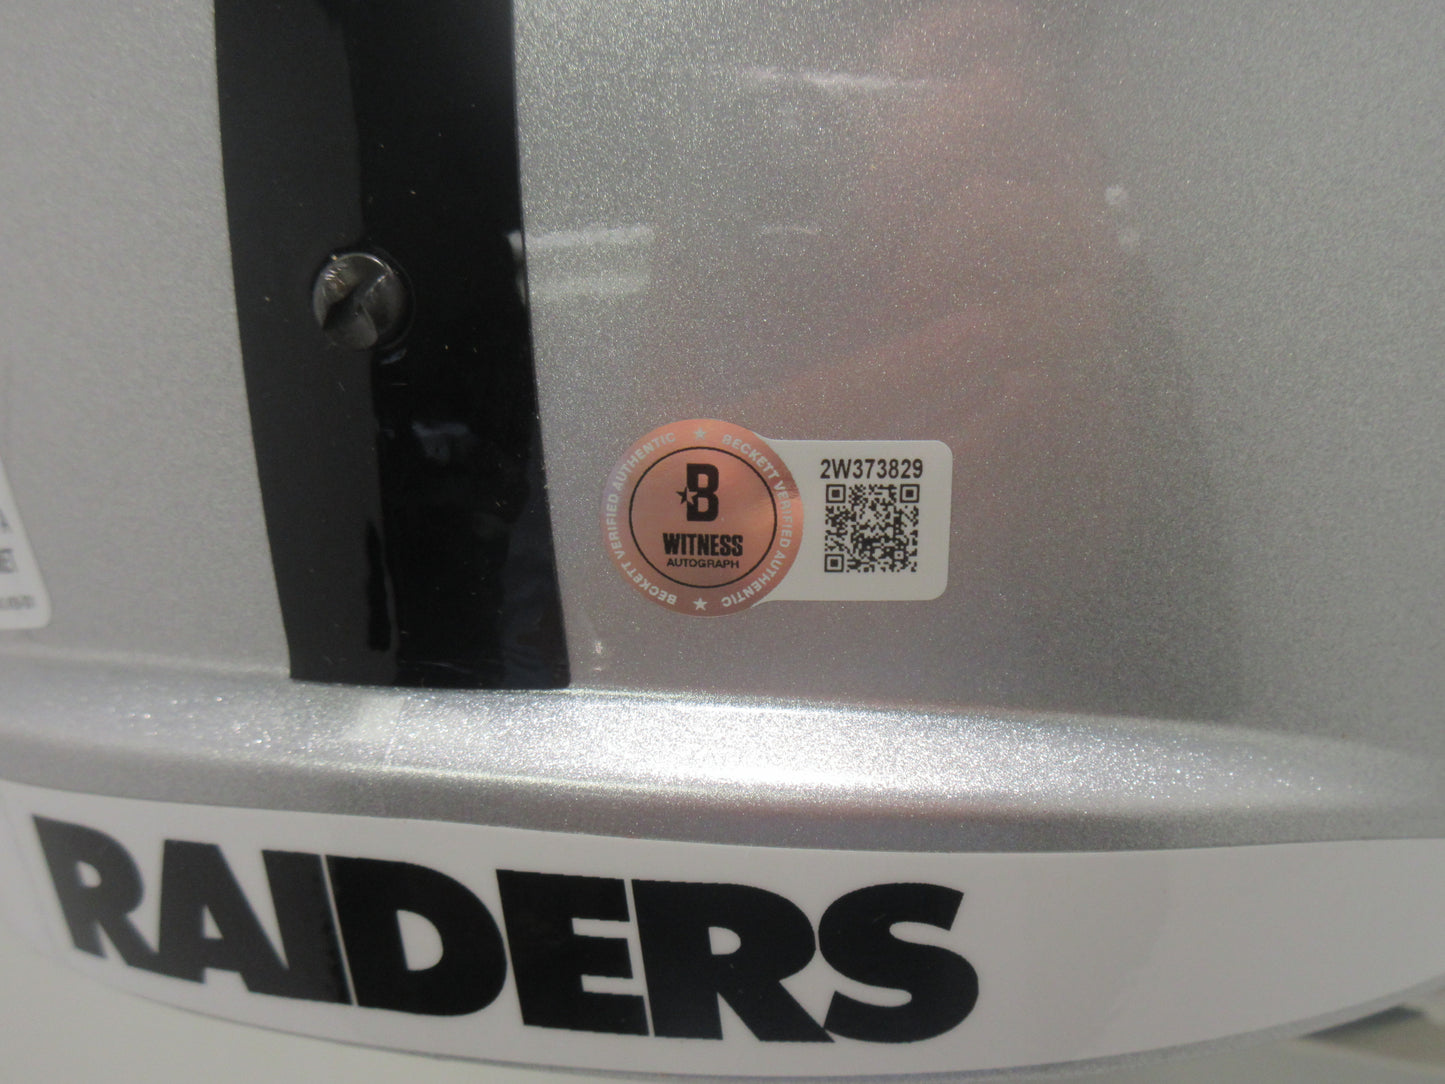 BECKETT VERIFIED AUTHENTIC
BECKETT VERIFIED AUTHENTIC
B
WITNESS
AUTOGRAPH
2W373829
RAIDERS